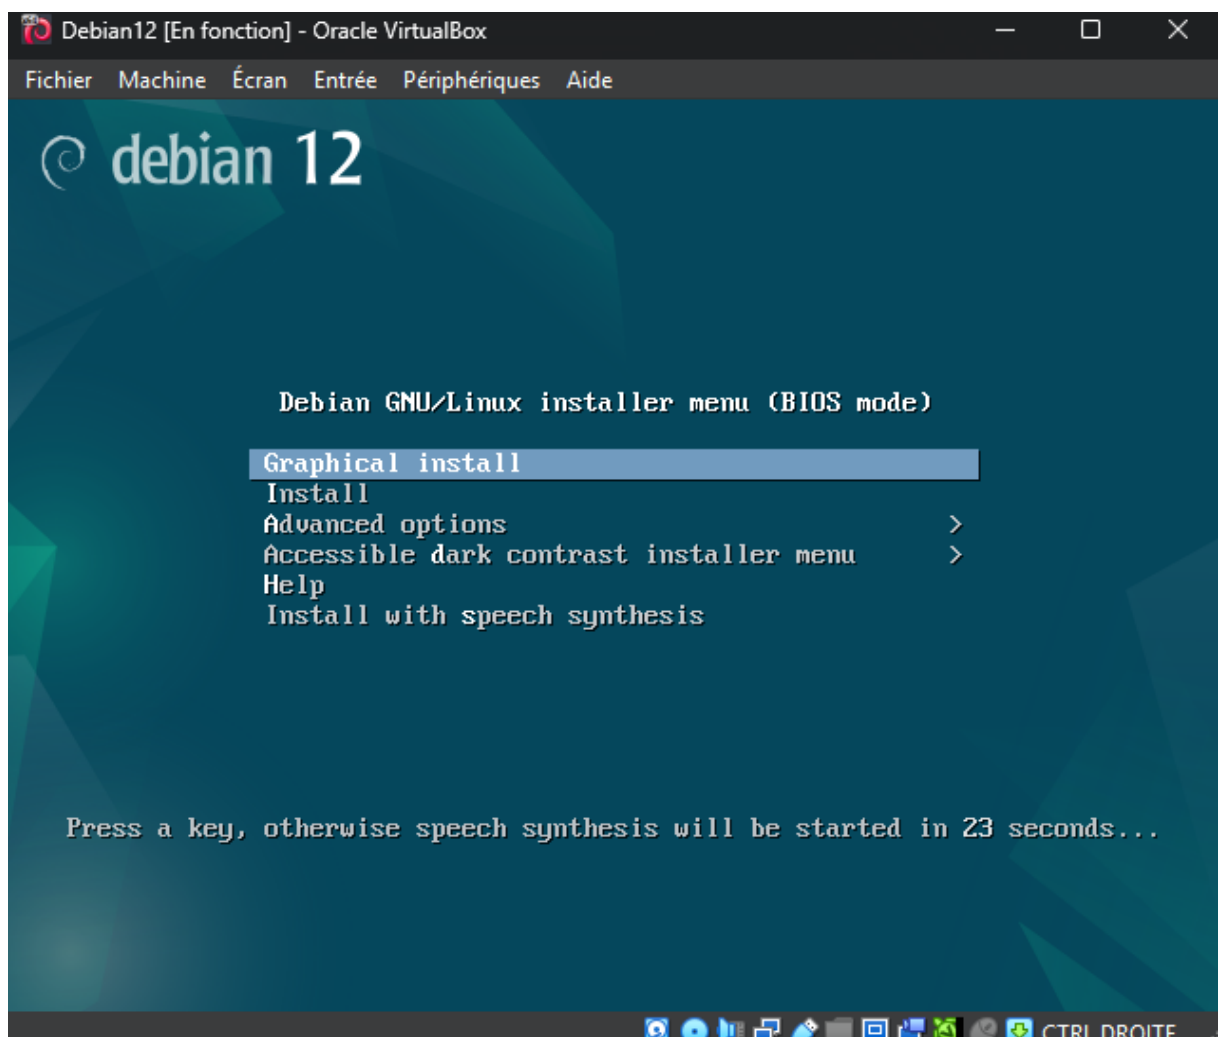 Debian12 [En fonction] - Oracle VirtualBox
Fichier Machine Écran Entrée Périphériques Aide
debian 12
Debian GNU/Linux installer menu (BIOS mode)
Graphical install
Install
Advanced options >
Accessible dark contrast installer menu >
Help
Install with speech synthesis
Press a key, otherwise speech synthesis will be started in 23 seconds...
CTRL DROITE